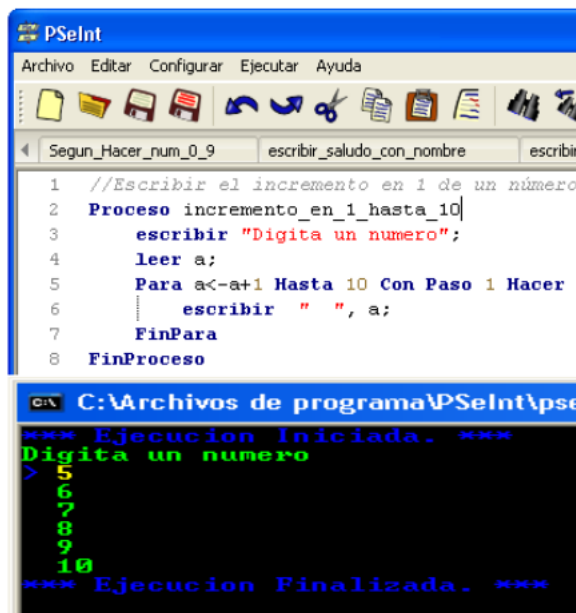 PSeInt
Archivo Editar Configurar Ejecutar Ayuda
Segun_Hacer_num_0_9 escribir_saludo_con_nombre escribir
1 //Escribir el incremento en 1 de un número
2 Proceso incremento_en_1_hasta_10
3 escribir "Digita un numero";
4 leer a;
5 Para a<-a+1 Hasta 10 Con Paso 1 Hacer
6 escribir "  ", a;
7 FinPara
8 FinProceso
C:\Archivos de programa\PSeInt\pse
*** Ejecucion Iniciada. ***
Digita un numero
> 5
6
7
8
9
10
*** Ejecucion Finalizada. ***